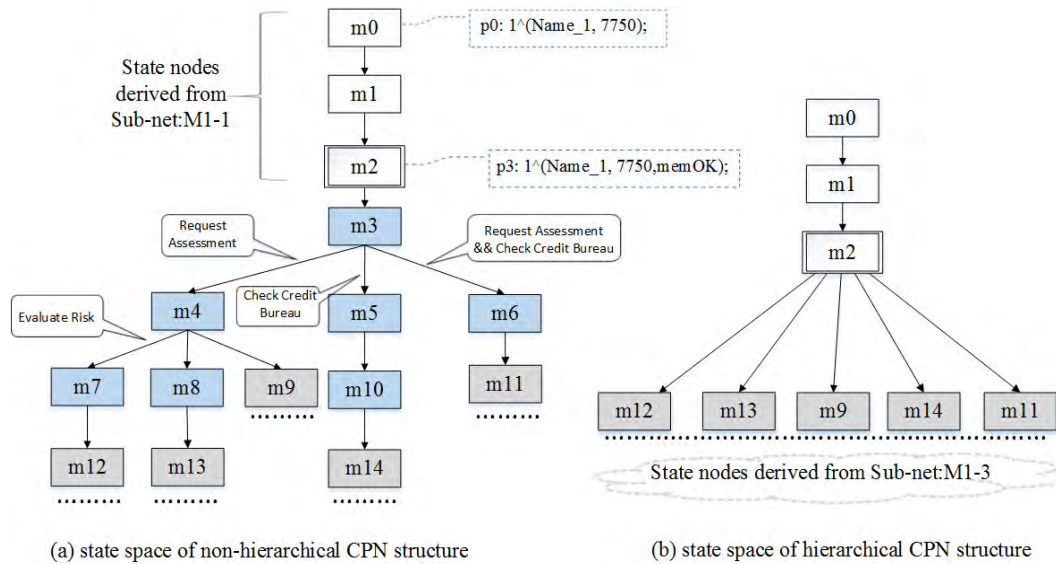 m0
p0: 1^(Name_1, 7750);
State nodes
derived from
Sub-net:M1-1
m1
m2
p3: 1^(Name_1, 7750,memOK);
m3
Request
Assessment
Request Assessment
&& Check Credit Bureau
Evaluate Risk
m4
Check Credit
Bureau
m5
m6
m7
m8
m9
m10
m11
m12
m13
m14
(a) state space of non-hierarchical CPN structure
m0
m1
m2
m12
m13
m9
m14
m11
State nodes derived from Sub-net:M1-3
(b) state space of hierarchical CPN structure